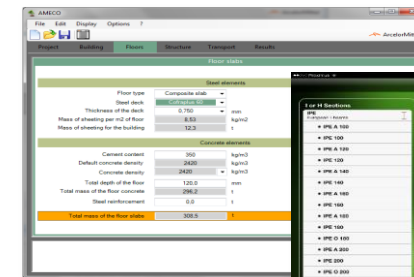 AMECO
File Edit Display Options ?
ArcelorMit
Project Building Floors Structure Transport Results
Floor slabs
Steel elements
Floor type Composite slab
Steel deck Cofraplus 60
Thickness of the deck 0,750 mm
Mass of sheeting per m2 of floor 8,53 kg/m2
Mass of sheeting for the building 12,3 t
Concrete elements
Cement content 350 kg/m3
Default concrete density 2420 kg/m3
Concrete density 2420 kg/m3
Total depth of the floor 120,0 mm
Total mass of the floor concrete 296,2 t
Steel reinforcement 0,0 t
Total mass of the floor slabs 308,5 t
I or H Sections
IPE
European I beams
• IPE A 100
• IPE 100
• IPE A 120
• IPE 120
• IPE A 140
• IPE 140
• IPE A 160
• IPE 160
• IPE A 180
• IPE 180
• IPE O 180
• IPE A 200
• IPE 200
• IPE O 200